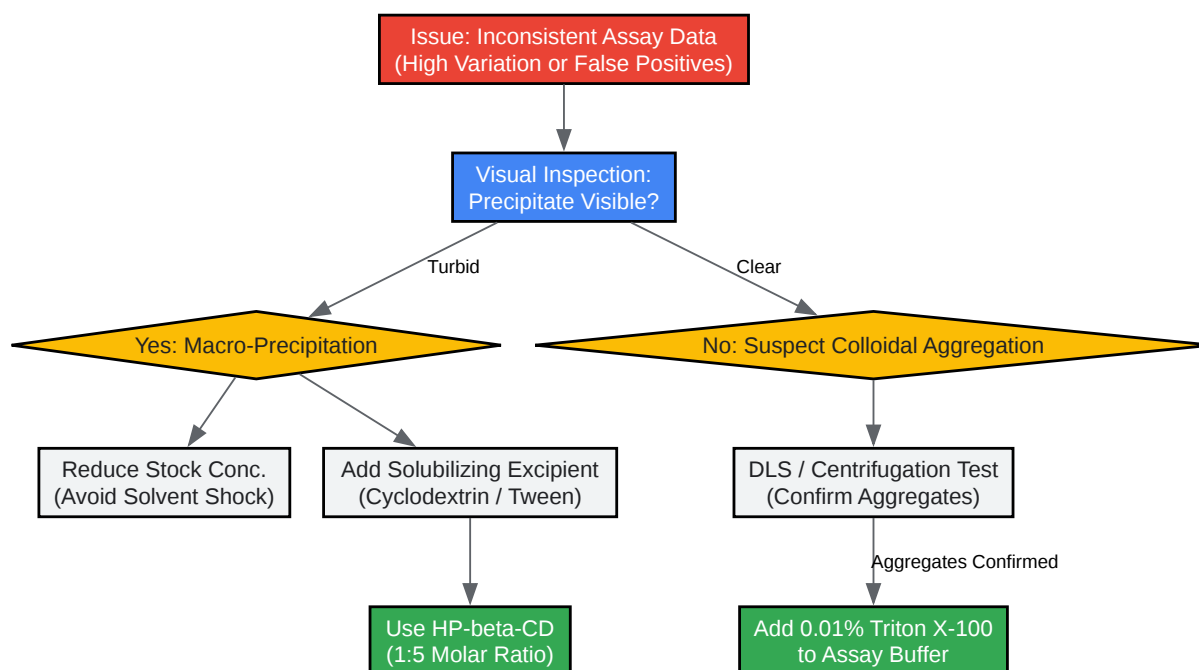 Issue: Inconsistent Assay Data
(High Variation or False Positives)
Visual Inspection:
Precipitate Visible?
Turbid
Clear
Yes: Macro-Precipitation
No: Suspect Colloidal Aggregation
Reduce Stock Conc.
(Avoid Solvent Shock)
Add Solubilizing Excipient
(Cyclodextrin / Tween)
DLS / Centrifugation Test
(Confirm Aggregates)
Aggregates Confirmed
Use HP-beta-CD
(1:5 Molar Ratio)
Add 0.01% Triton X-100
to Assay Buffer